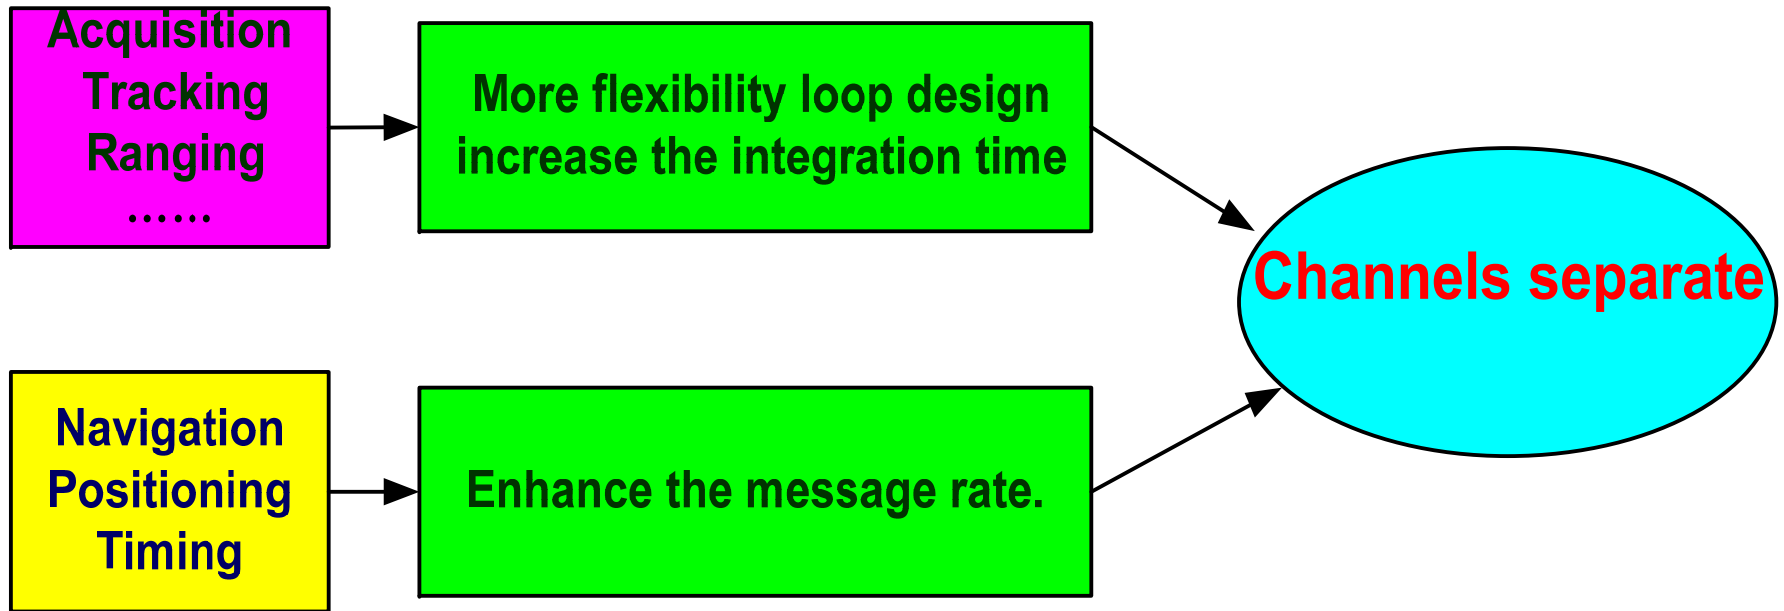 Acquisition
Tracking
Ranging
……
More flexibility loop design
increase the integration time
Channels separate
Navigation
Positioning
Timing
Enhance the message rate.